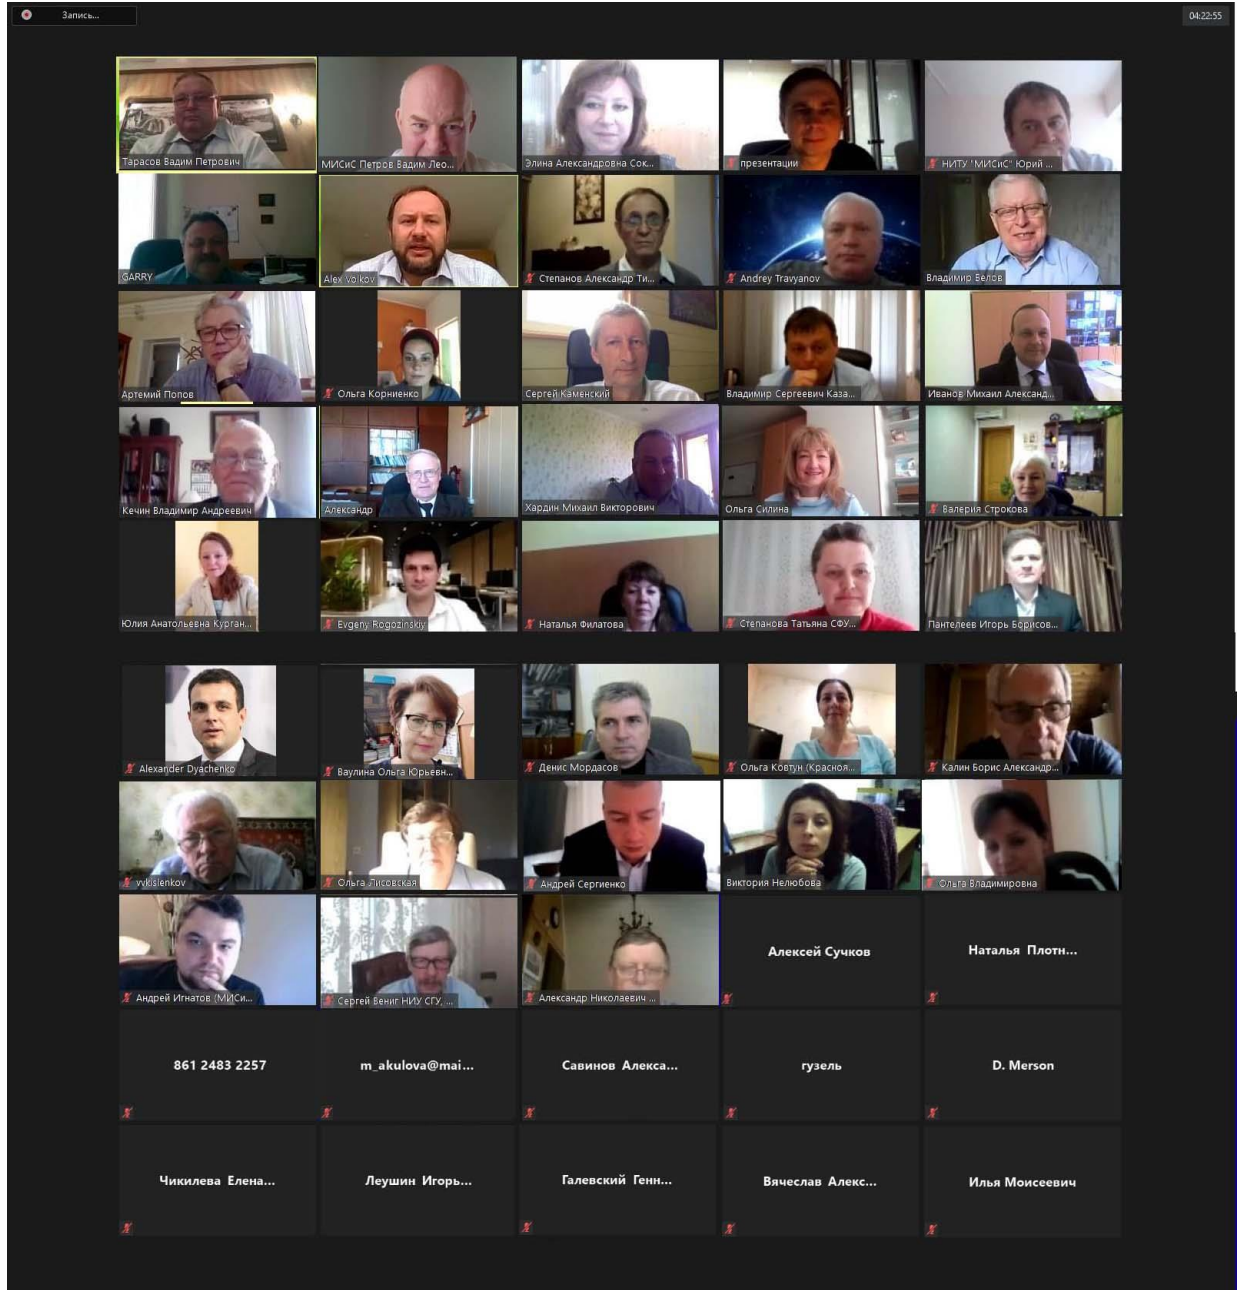 Запись...
04:22:55
Тарасов Вадим Петрович
МИСиС Петров Вадим Лео...
Элина Александровна Сок...
презентации
НИТУ "МИСиС" Юрий ...
GARRY
Alex Volkov
Степанов Александр Ти...
Andrey Travyanov
Владимир Белов
Артемий Попов
Ольга Корниенко
Сергей Каменский
Владимир Сергеевич Каза...
Иванов Михаил Александ...
Кечин Владимир Андреевич
Александр
Хардин Михаил Викторович
Ольга Силина
Валерия Строкова
Юлия Анатольевна Курган...
Evgeny Rogozinskiy
Наталья Филатова
Степанова Татьяна СФУ...
Пантелеев Игорь Борисов...
Alexander Dyachenko
Ваулина Ольга Юрьевн...
Денис Мордасов
Ольга Ковтун (Красноя...
Калин Борис Александр...
vvkislenkov
Ольга Лисовская
Андрей Сергиенко
Виктория Нелюбова
Ольга Владимировна
Андрей Игнатов (МИСи...
Сергей Вениг НИУ СГУ, ...
Александр Николаевич ...
Алексей Сучков
Наталья Плотн...
861 2483 2257
m_akulova@mai...
Савинов Алекса...
гузель
D. Merson
Чикилева Елена...
Леушин Игорь...
Галевский Генн...
Вячеслав Алекс...
Илья Моисеевич